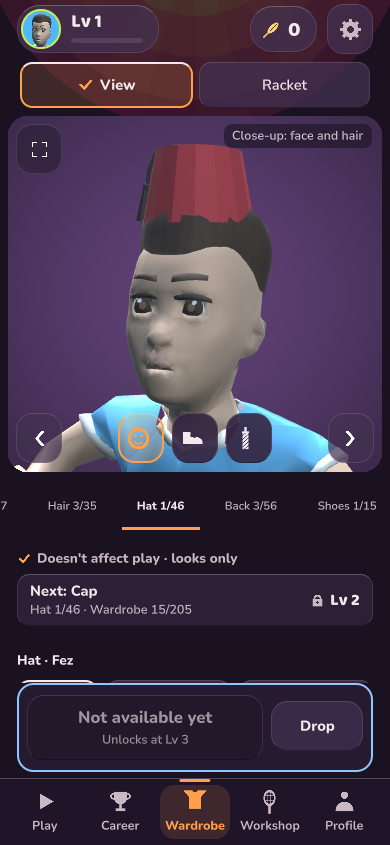 Lv 1
0
View
Racket
Close-up: face and hair
7
Hair 3/35
Hat 1/46
Back 3/56
Shoes 1/15
Doesn't affect play · looks only
Next: Cap
Hat 1/46 · Wardrobe 15/205
Lv 2
Hat · Fez
Not available yet
Unlocks at Lv 3
Drop
Play
Career
Wardrobe
Workshop
Profile